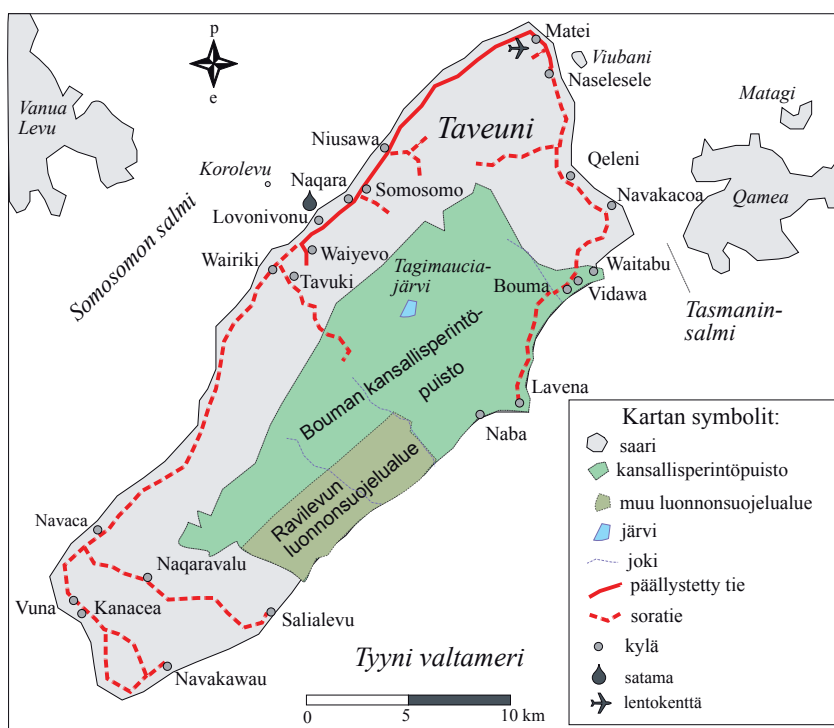 p
e
Matei
Viubani
Naselesele
Vanua
Levu
Matagi
Niusawa
Taveuni
Korolevu
Naqara
Somosomo
Qeleni
Lovonivonu
Navakacoa
Qamea
Somosomon salmi
Wairiki
Waiyevo
Tavuki
Tagimaucia-
järvi
Bouma
Waitabu
Vidawa
Tasmanin-
salmi
Bouman kansallisperintö-
puisto
Lavena
Naba
Ravilevun
luonnonsuojelualue
Navaca
Naqaravalu
Vuna
Kanacea
Salialevu
Navakawau
Tyyni valtameri
0
5
10 km
Kartan symbolit:
saari
kansallisperintöpuisto
muu luonnonsuojelualue
järvi
joki
päällystetty tie
soratie
kylä
satama
lentokenttä